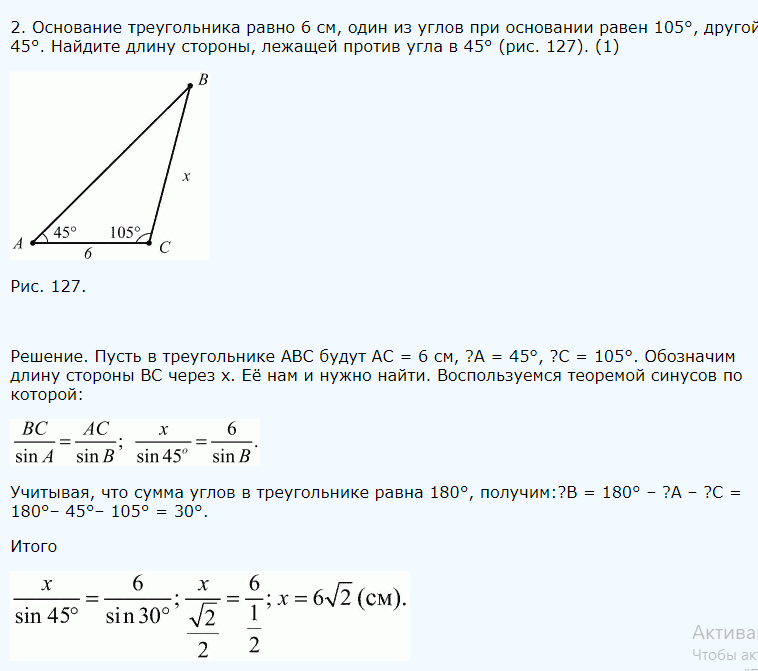 2. Основание треугольника равно 6 см, один из углов при основании равен 105°, другой
45°. Найдите длину стороны, лежащей против угла в 45° (рис. 127). (1)
B
x
A 45° 105° C
6
Рис. 127.
Решение. Пусть в треугольнике ABC будут AC = 6 см, ?A = 45°, ?C = 105°. Обозначим
длину стороны BC через x. Её нам и нужно найти. Воспользуемся теоремой синусов по
которой:
BC/sin A = AC/sin B; x/sin 45° = 6/sin B.
Учитывая, что сумма углов в треугольнике равна 180°, получим:?B = 180° – ?A – ?C =
180°– 45°– 105° = 30°.
Итого
x/sin 45° = 6/sin 30°; x/(√2/2) = 6/(1/2); x = 6√2 (см).
Актива
Чтобы ак